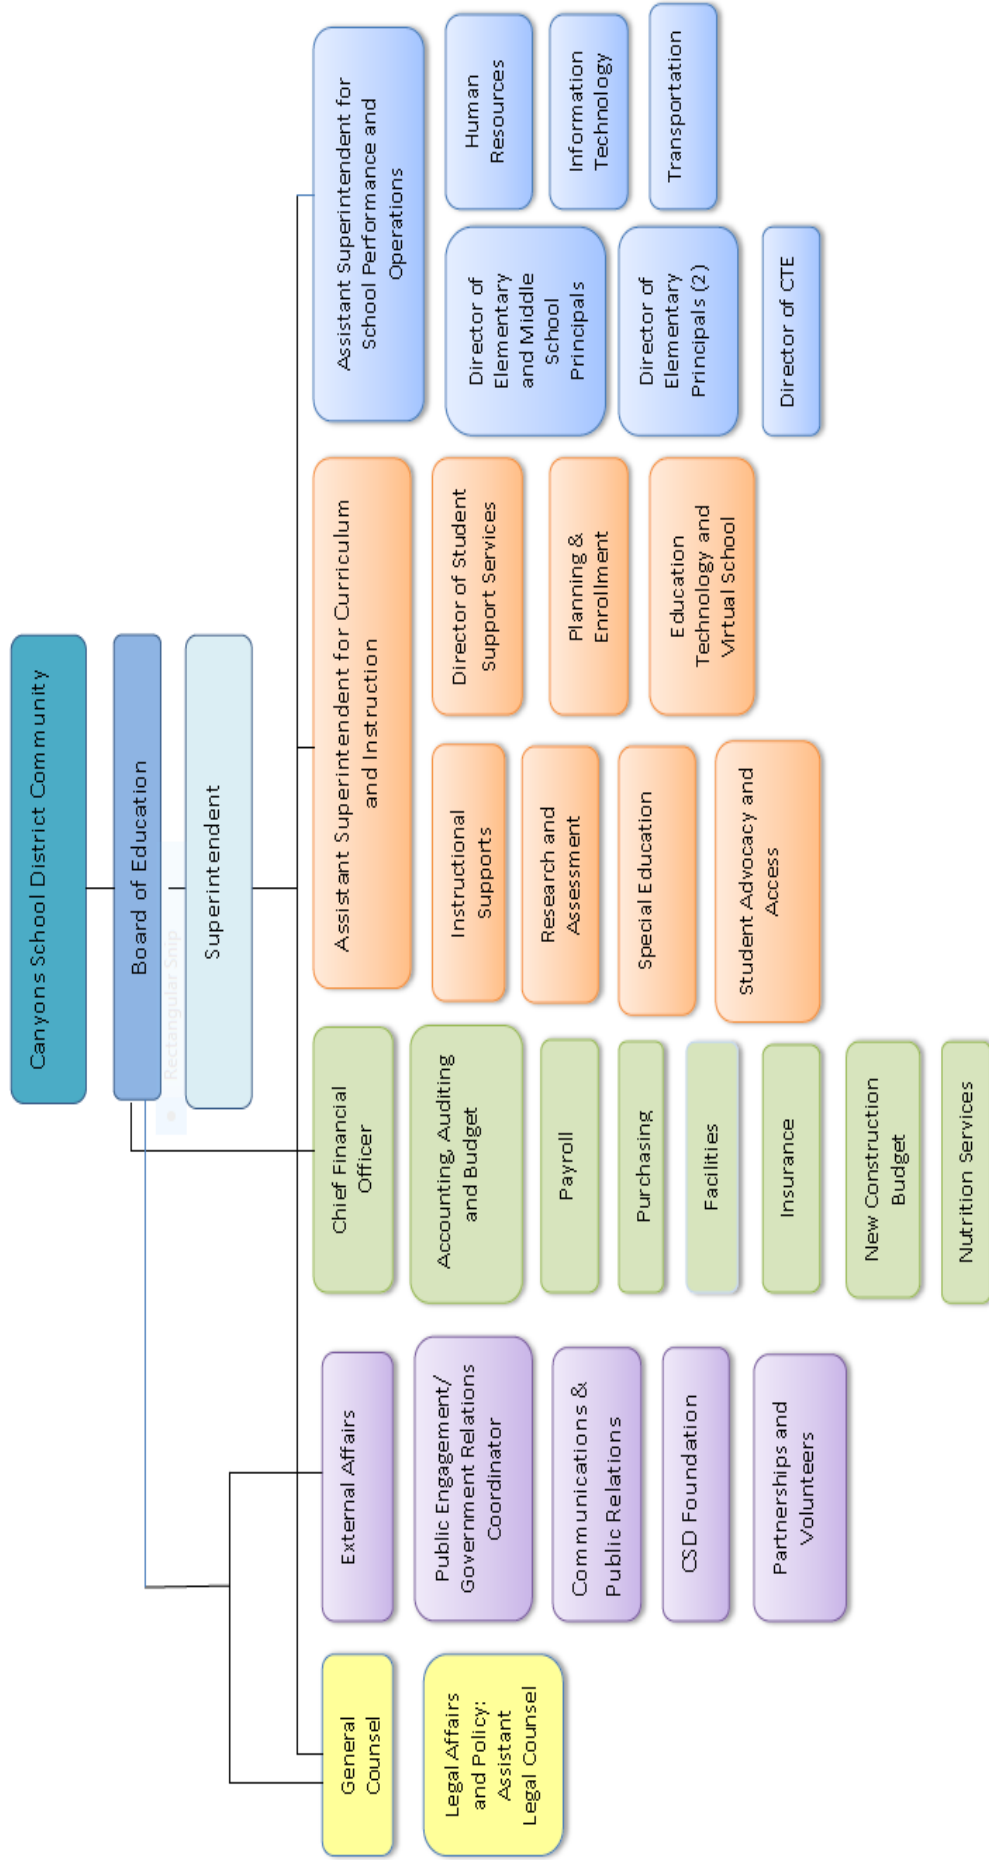 Canyons School District Community
Board of Education
Rectangular Snip
Superintendent
General
Counsel
Legal Affairs
and Policy:
Assistant
Legal Counsel
External Affairs
Public Engagement/
Government Relations
Coordinator
Communications &
Public Relations
CSD Foundation
Partnerships and
Volunteers
Chief Financial
Officer
Accounting, Auditing
and Budget
Payroll
Purchasing
Facilities
Insurance
New Construction
Budget
Nutrition Services
Assistant Superintendent for Curriculum
and Instruction
Instructional
Supports
Research and
Assessment
Special Education
Student Advocacy and
Access
Director of Student
Support Services
Planning &
Enrollment
Education
Technology and
Virtual School
Assistant Superintendent for
School Performance and
Operations
Director of
Elementary
and Middle
School
Principals
Director of
Elementary
Principals (2)
Director of CTE
Human
Resources
Information
Technology
Transportation